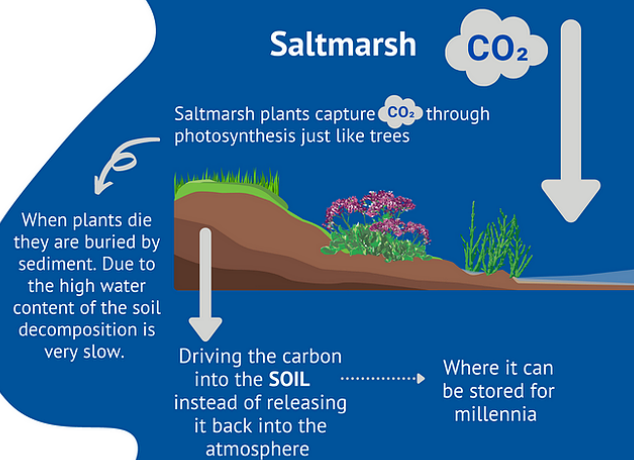 Saltmarsh
CO₂
Saltmarsh plants capture CO₂ through
photosynthesis just like trees
When plants die
they are buried by
sediment. Due to
the high water
content of the soil
decomposition is
very slow.
Driving the carbon
into the SOIL
instead of releasing
it back into the
atmosphere
Where it can
be stored for
millennia